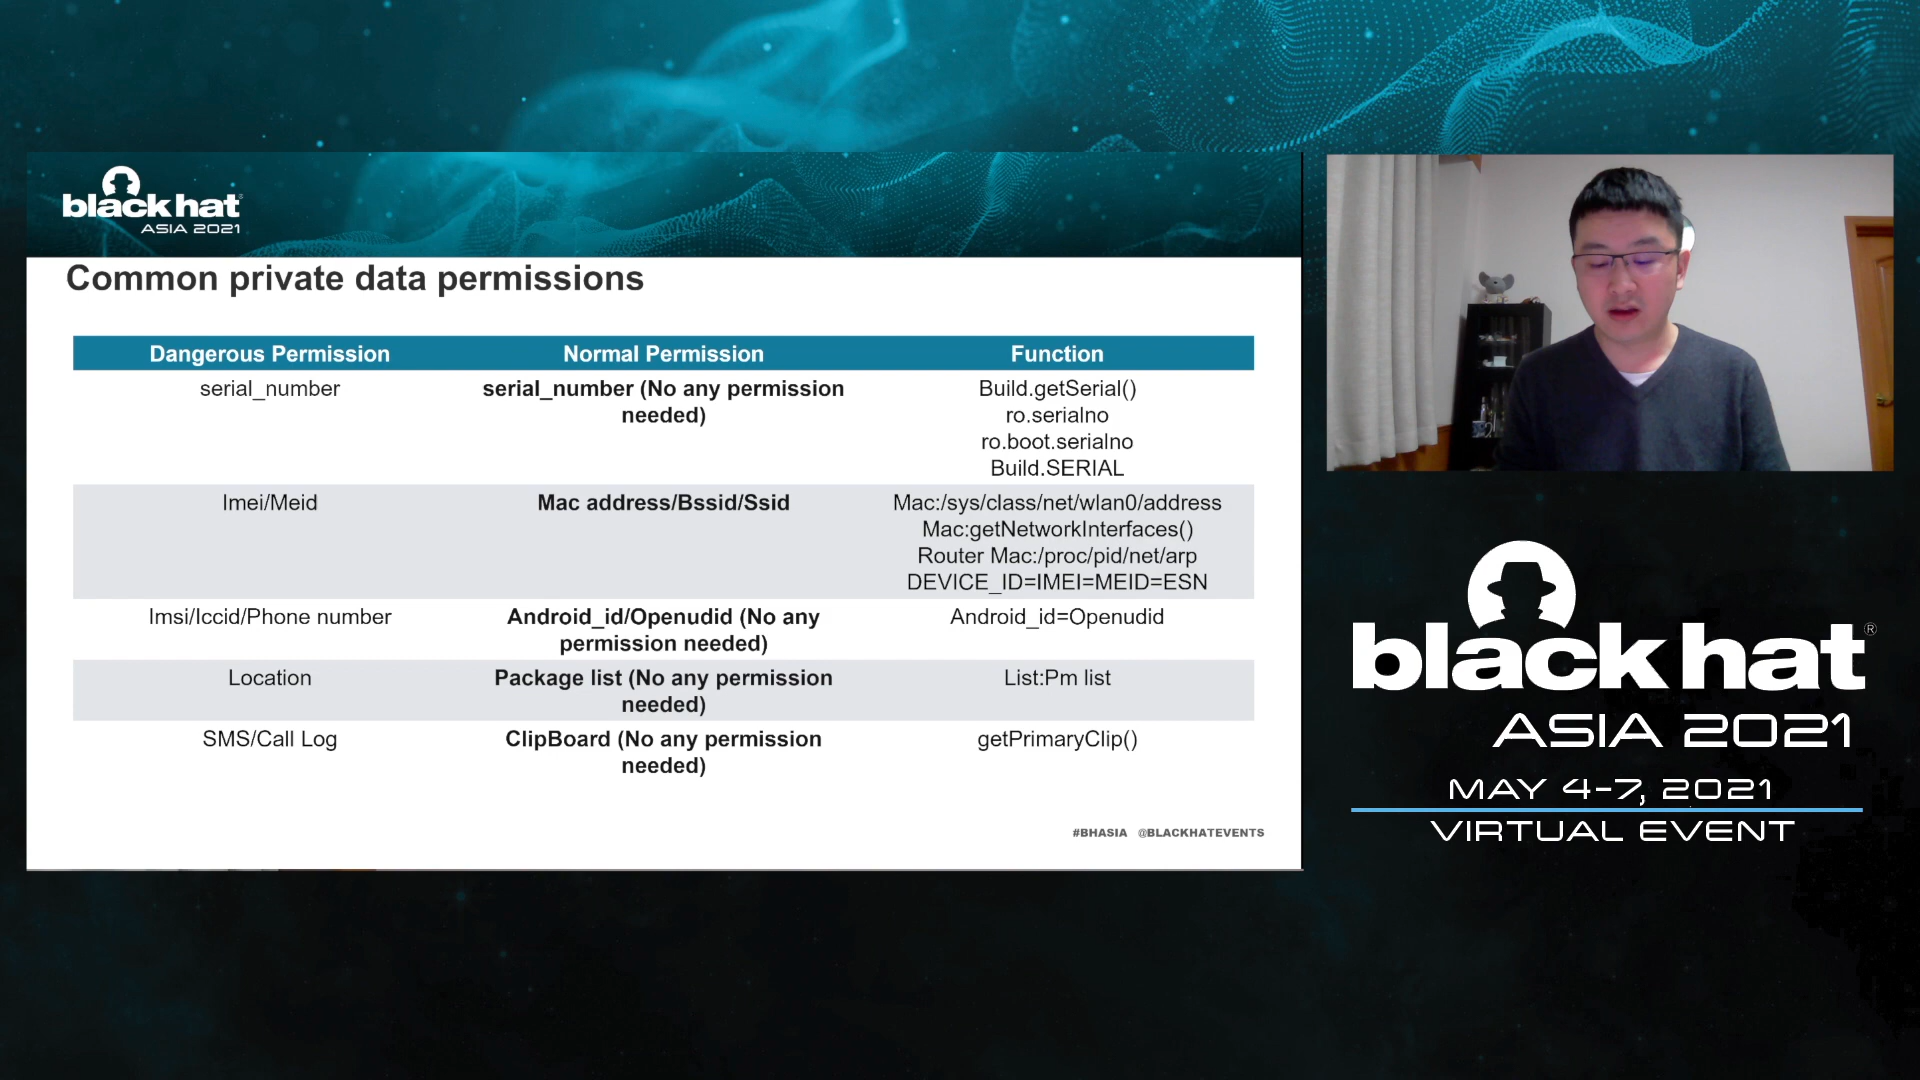 black hat
ASIA 2021
Common private data permissions
Dangerous Permission Normal Permission Function
serial_number
serial_number (No any permission
needed)
Build.getSerial()
ro.serialno
ro.boot.serialno
Build.SERIAL
Imei/Meid
Mac address/Bssid/Ssid
Mac:/sys/class/net/wlan0/address
Mac:getNetworkInterfaces()
Router Mac:/proc/pid/net/arp
DEVICE_ID=IMEI=MEID=ESN
Imsi/Iccid/Phone number
Android_id/Openudid (No any
permission needed)
Android_id=Openudid
Location
Package list (No any permission
needed)
List:Pm list
SMS/Call Log
ClipBoard (No any permission
needed)
getPrimaryClip()
#BHASIA @BLACKHATEVENTS
black hat®
ASIA 2021
MAY 4-7, 2021
VIRTUAL EVENT